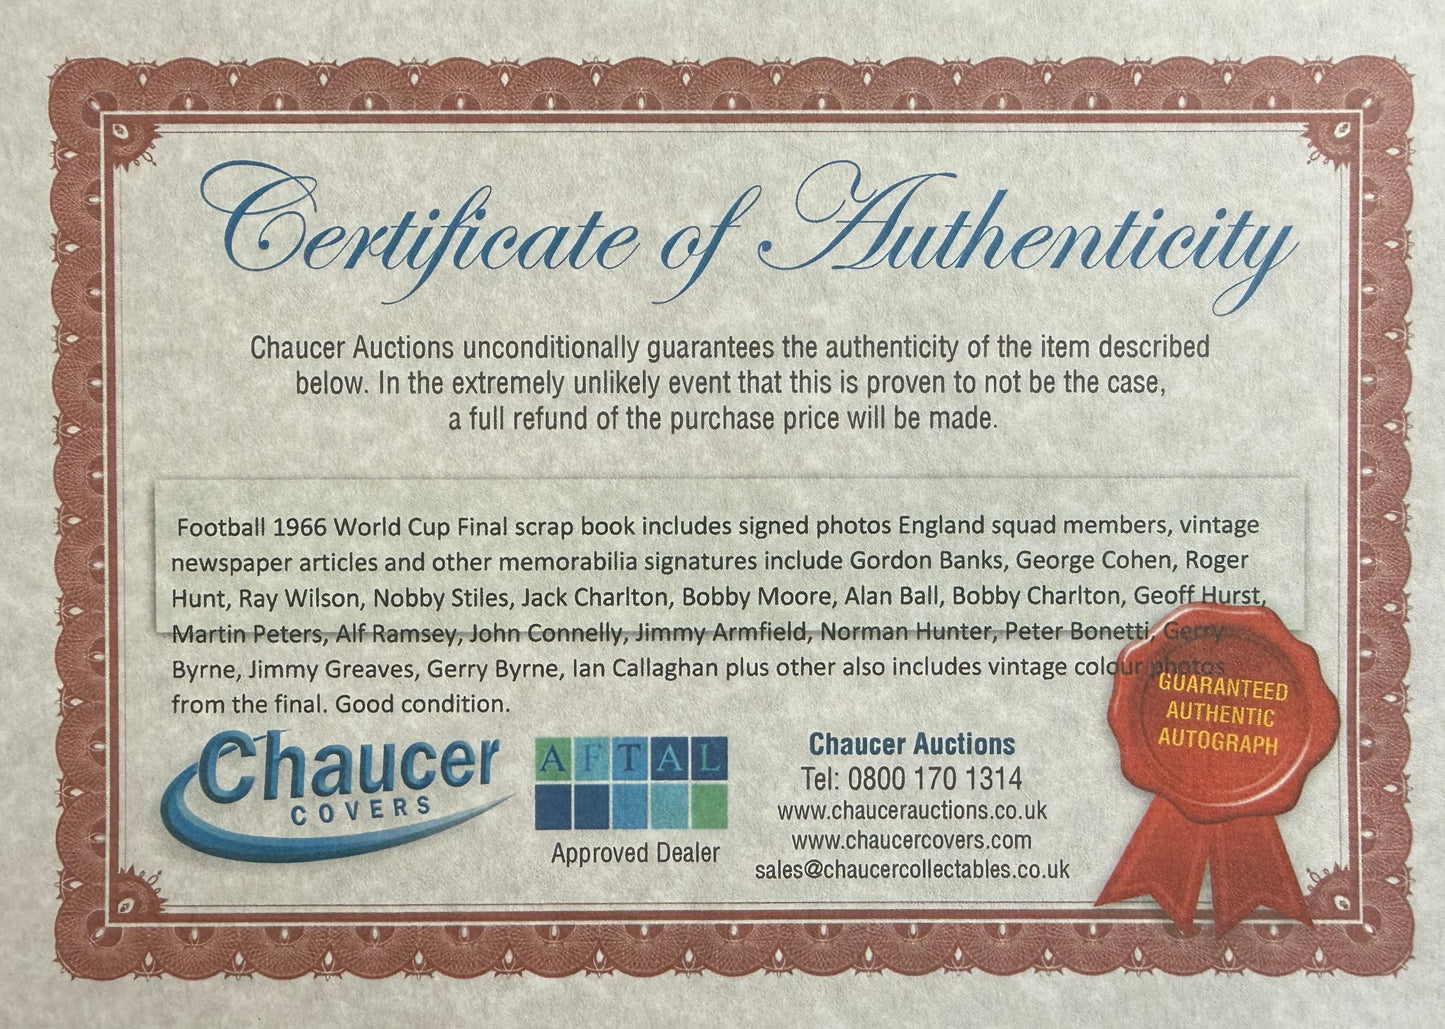 Certificate of Authenticity
Chaucer Auctions unconditionally guarantees the authenticity of the item described
below. In the extremely unlikely event that this is proven to not be the case,
a full refund of the purchase price will be made.
Football 1966 World Cup Final scrap book includes signed photos England squad members, vintage
newspaper articles and other memorabilia signatures include Gordon Banks, George Cohen, Roger
Hunt, Ray Wilson, Nobby Stiles, Jack Charlton, Bobby Moore, Alan Ball, Bobby Charlton, Geoff Hurst,
Martin Peters, Alf Ramsey, John Connelly, Jimmy Armfield, Norman Hunter, Peter Bonetti, Gerry
Byrne, Jimmy Greaves, Gerry Byrne, Ian Callaghan plus other also includes vintage colour photos
from the final. Good condition.
GUARANTEED
AUTHENTIC
AUTOGRAPH
Chaucer
COVERS
AFTAL
Approved Dealer
Chaucer Auctions
Tel: 0800 170 1314
www.chaucerauctions.co.uk
www.chaucercovers.com
sales@chaucercollectables.co.uk